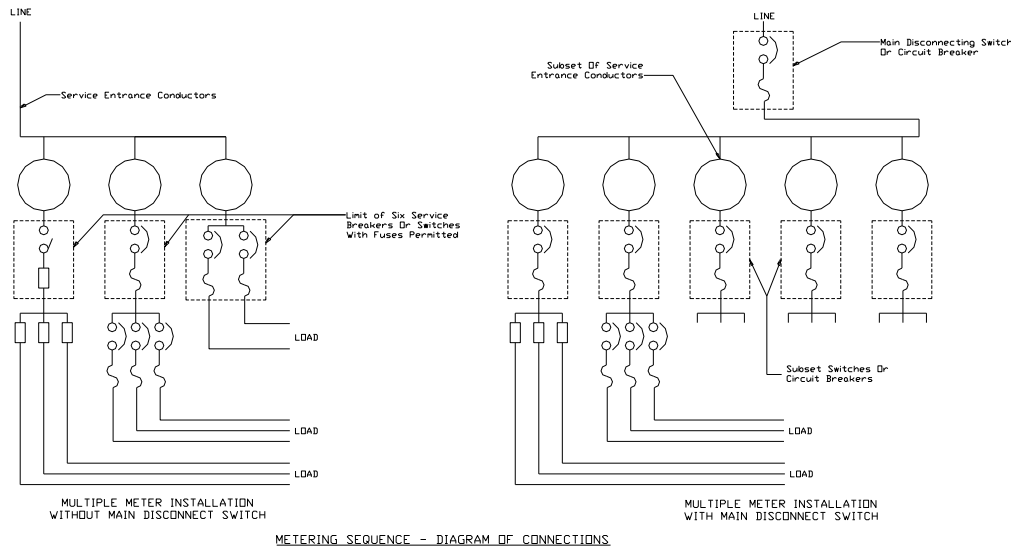 LINE
Service Entrance Conductors
Limit of Six Service
Breakers Or Switches
With Fuses Permitted
LOAD
LOAD
LOAD
MULTIPLE METER INSTALLATION
WITHOUT MAIN DISCONNECT SWITCH
LINE
Main Disconnecting Switch
Or Circuit Breaker
Subset Of Service
Entrance Conductors
Subset Switches Or
Circuit Breakers
LOAD
LOAD
MULTIPLE METER INSTALLATION
WITH MAIN DISCONNECT SWITCH
METERING SEQUENCE - DIAGRAM OF CONNECTIONS